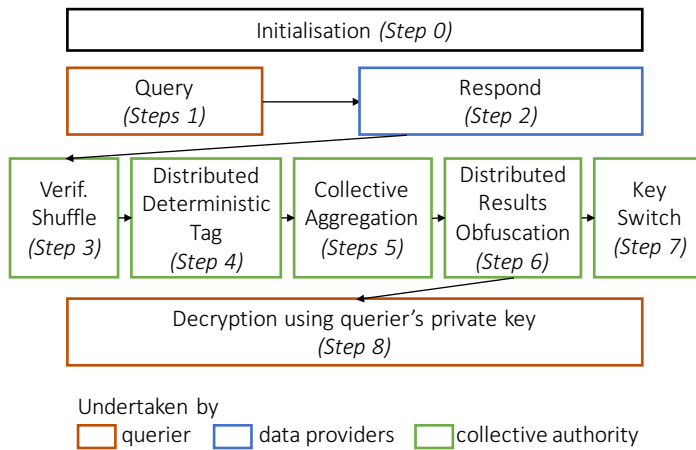 Initialisation (Step 0)
Query
(Steps 1)
Respond
(Step 2)
Verif.
Shuffle
(Step 3)
Distributed
Deterministic
Tag
(Step 4)
Collective
Aggregation
(Steps 5)
Distributed
Results
Obfuscation
(Step 6)
Key
Switch
(Step 7)
Decryption using querier's private key
(Step 8)
Undertaken by
querier
data providers
collective authority